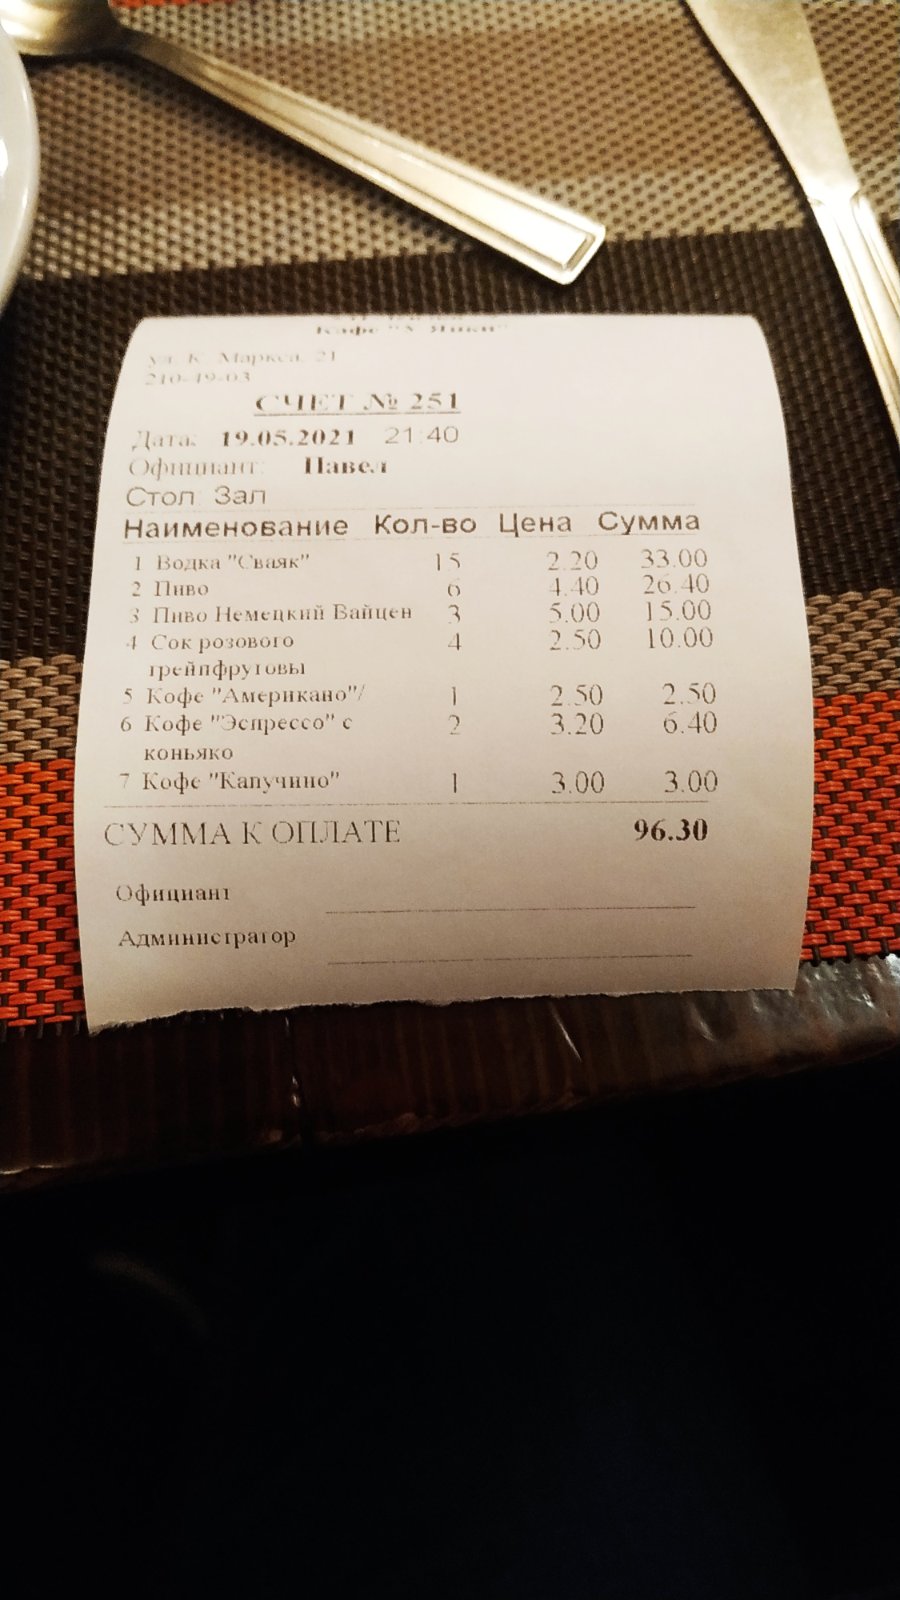 Кафе "У Янки"
ул. К. Маркса, 21
210-49-03
СЧЕТ № 251
Дата: 19.05.2021 21:40
Официант: Павел
Стол: Зал
Наименование Кол-во Цена Сумма
1 Водка "Сваяк" 15 2.20 33.00
2 Пиво 6 4.40 26.40
3 Пиво Немецкий Вайцен 3 5.00 15.00
4 Сок розового 4 2.50 10.00
грейпфрутовы
5 Кофе "Американо"/ 1 2.50 2.50
6 Кофе "Эспрессо" с 2 3.20 6.40
коньяко
7 Кофе "Капучино" 1 3.00 3.00
СУММА К ОПЛАТЕ 96.30
Официант
Администратор